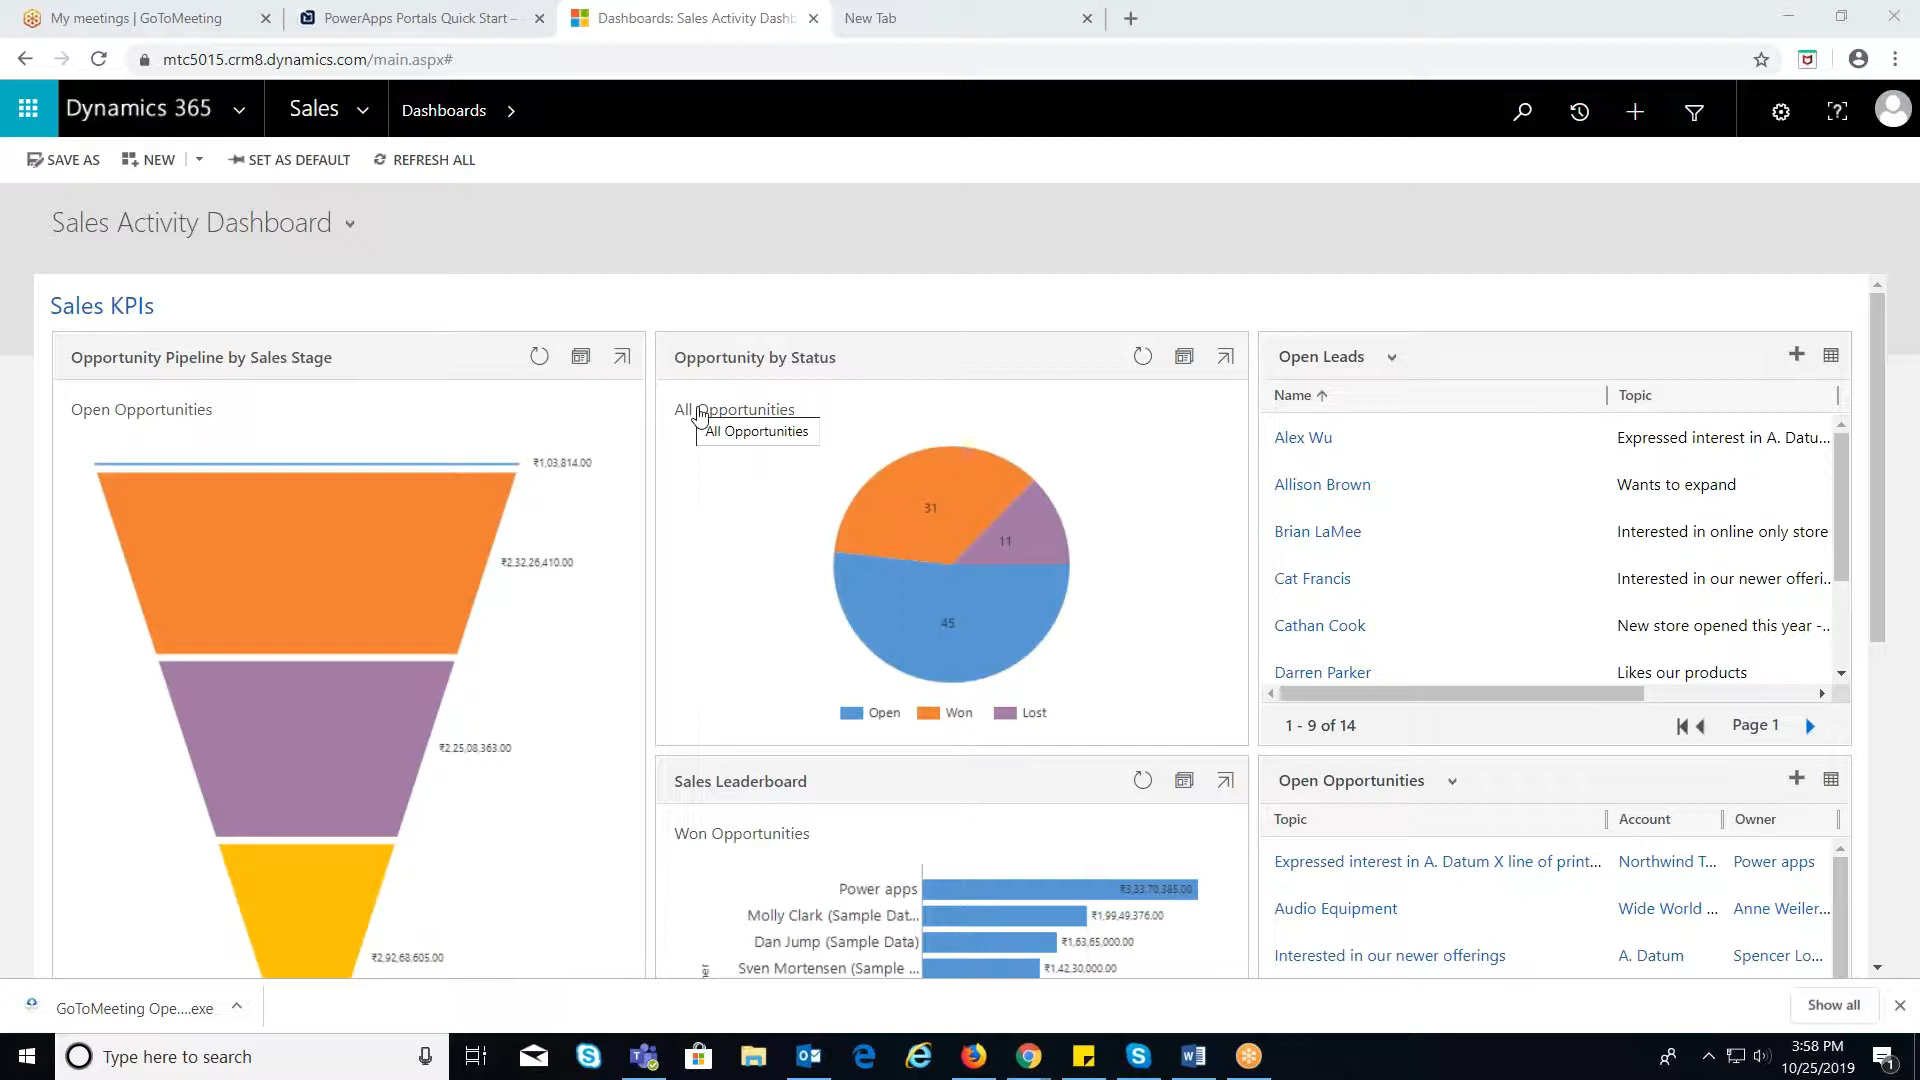 My meetings | GoToMeeting
PowerApps Portals Quick Start –
Dashboards: Sales Activity Dashb
New Tab
mtc5015.crm8.dynamics.com/main.aspx#
Dynamics 365
Sales
Dashboards
SAVE AS
NEW
SET AS DEFAULT
REFRESH ALL
Sales Activity Dashboard
Sales KPIs
Opportunity Pipeline by Sales Stage
Open Opportunities
₹1,03,814.00
₹2,32,26,410.00
₹2,25,08,363.00
₹2,92,68,605.00
Opportunity by Status
All Opportunities
All Opportunities
31
11
45
Open
Won
Lost
Sales Leaderboard
Won Opportunities
Power apps
₹3,33,70,385.00
Molly Clark (Sample Dat...
₹1,99,49,376.00
Dan Jump (Sample Data)
₹1,63,65,000.00
Sven Mortensen (Sample ...
₹1,42,30,000.00
Open Leads
Name Topic
Alex Wu Expressed interest in A. Datu...
Allison Brown Wants to expand
Brian LaMee Interested in online only store
Cat Francis Interested in our newer offeri..
Cathan Cook New store opened this year -..
Darren Parker Likes our products
1 - 9 of 14
Page 1
Open Opportunities
Topic Account Owner
Expressed interest in A. Datum X line of print... Northwind T... Power apps
Audio Equipment Wide World ... Anne Weiler...
Interested in our newer offerings A. Datum Spencer Lo...
GoToMeeting Ope....exe
Show all
Type here to search
3:58 PM
10/25/2019
1